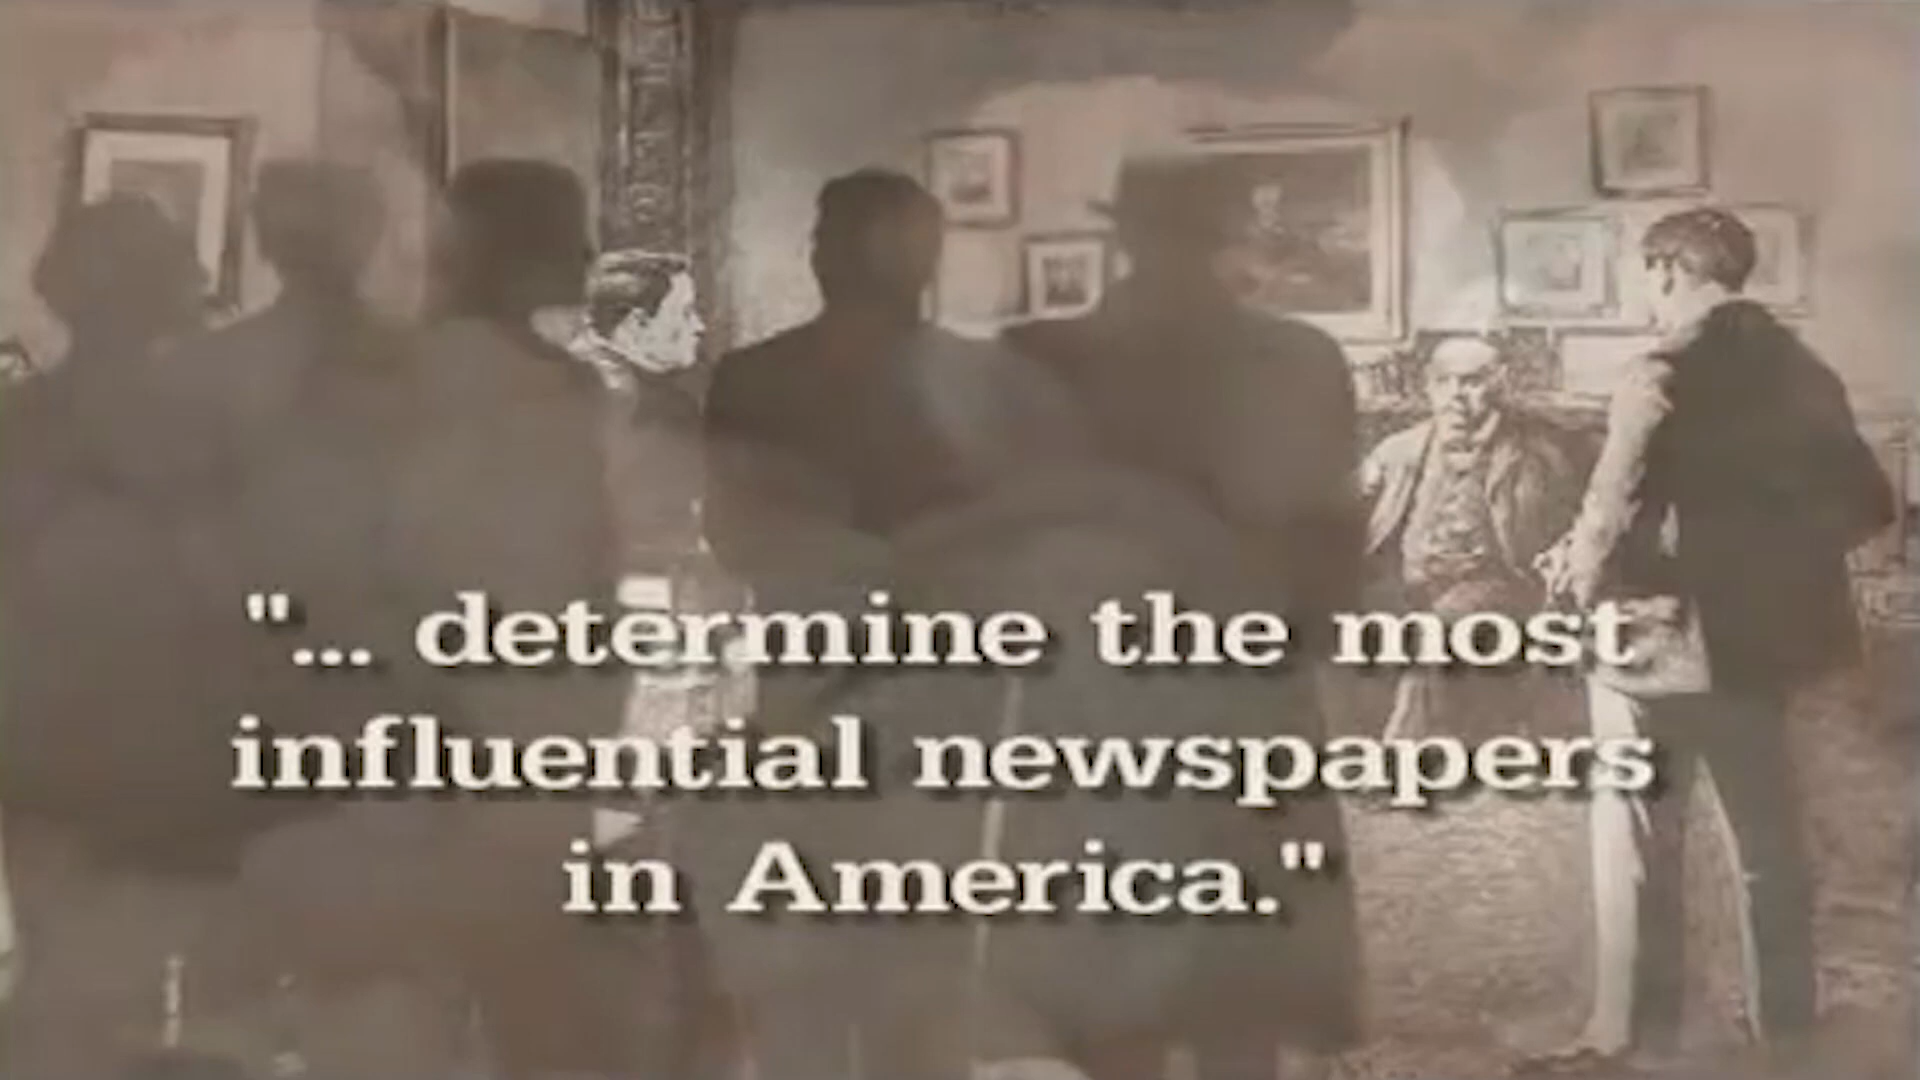 "... determine the most
influential newspapers
in America."